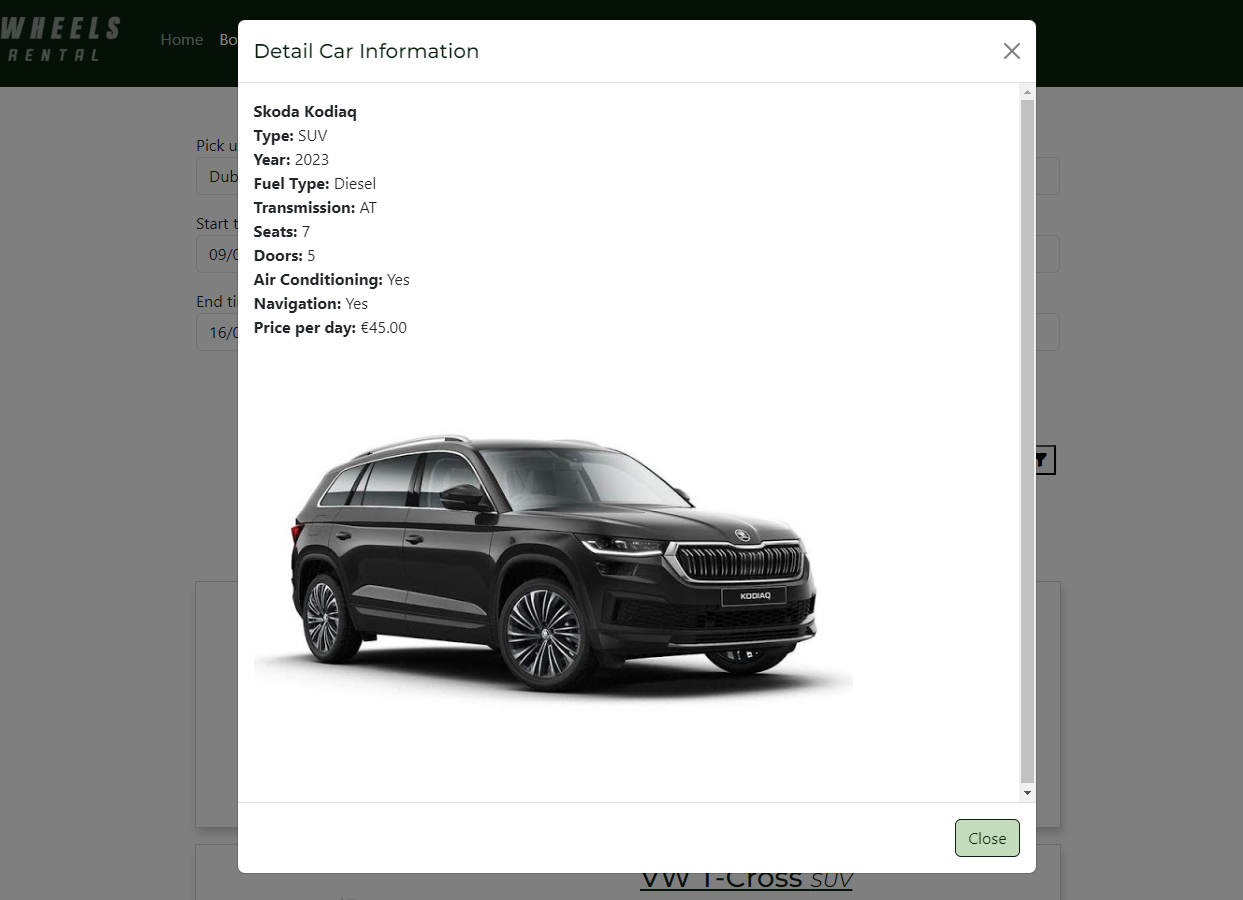 WHEELS
RENTAL
Home Bo
Detail Car Information
Pick u
Dub
Start t
09/0
End ti
16/0
Skoda Kodiaq
Type: SUV
Year: 2023
Fuel Type: Diesel
Transmission: AT
Seats: 7
Doors: 5
Air Conditioning: Yes
Navigation: Yes
Price per day: €45.00
KODIAQ
Close
VW T-Cross SUV